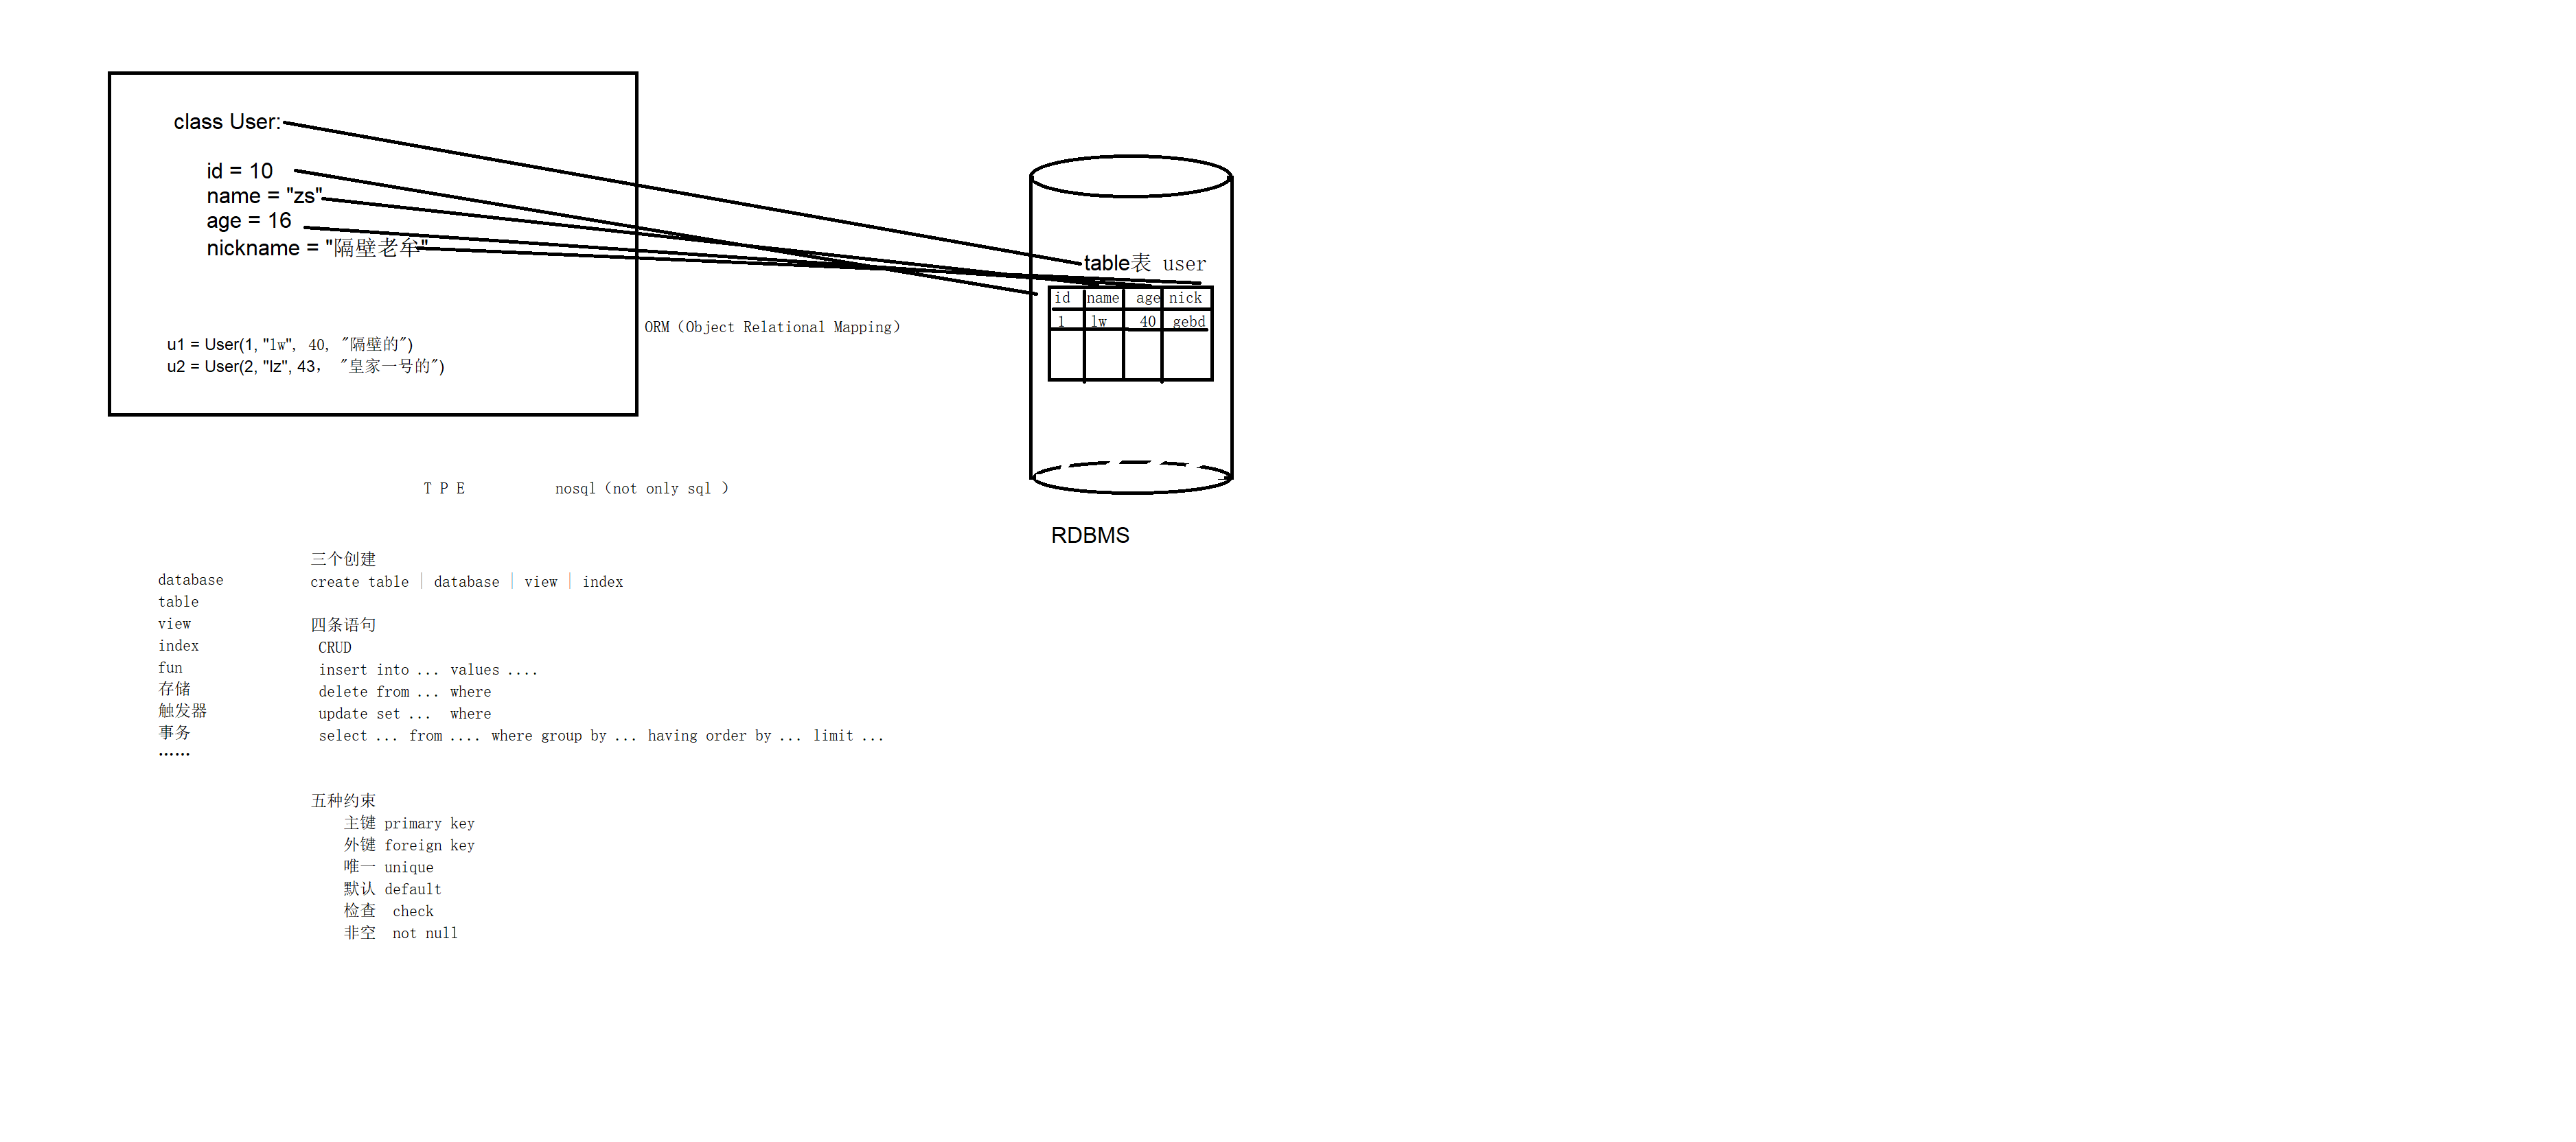 class User:
id = 10
name = "zs"
age = 16
nickname = "隔壁老牟"
u1 = User(1, "lw", 40, "隔壁的")
u2 = User(2, "lz", 43， "皇家一号的")
ORM（Object Relational Mapping）
table表 user
id name age nick
1 lw 40 gebd
RDBMS
T P E nosql（not only sql ）
database
table
view
index
fun
存储
触发器
事务
......
三个创建
create table | database | view | index
四条语句
CRUD
insert into ... values ....
delete from ... where
update set ... where
select ... from .... where group by ... having order by ... limit ...
五种约束
主键 primary key
外键 foreign key
唯一 unique
默认 default
检查 check
非空 not null